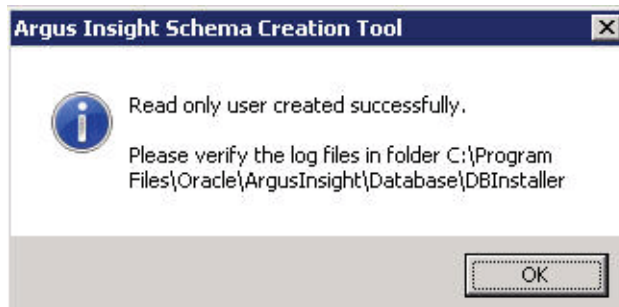 Argus Insight Schema Creation Tool
Read only user created successfully.
Please verify the log files in folder C:\Program
Files\Oracle\ArgusInsight\Database\DBInstaller
OK